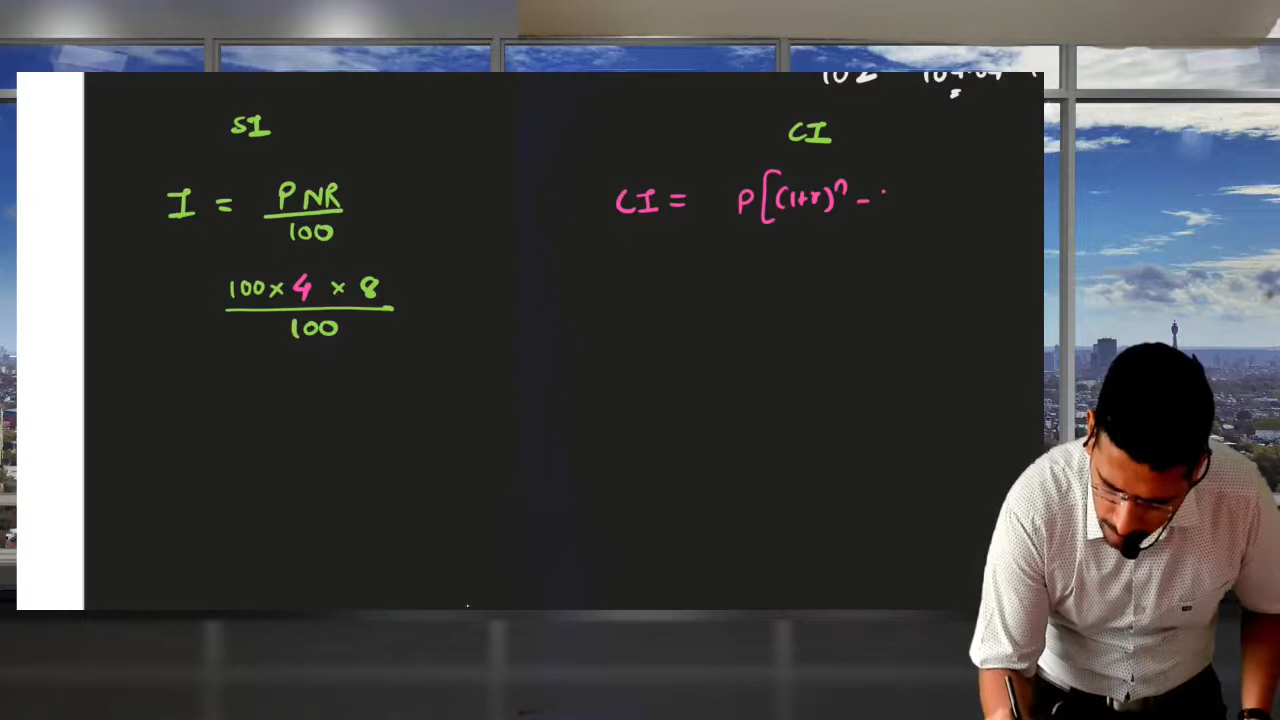 SI
I = PNR / 100
100 × 4 × 8 / 100
CI
CI = P[(1+r)^n -